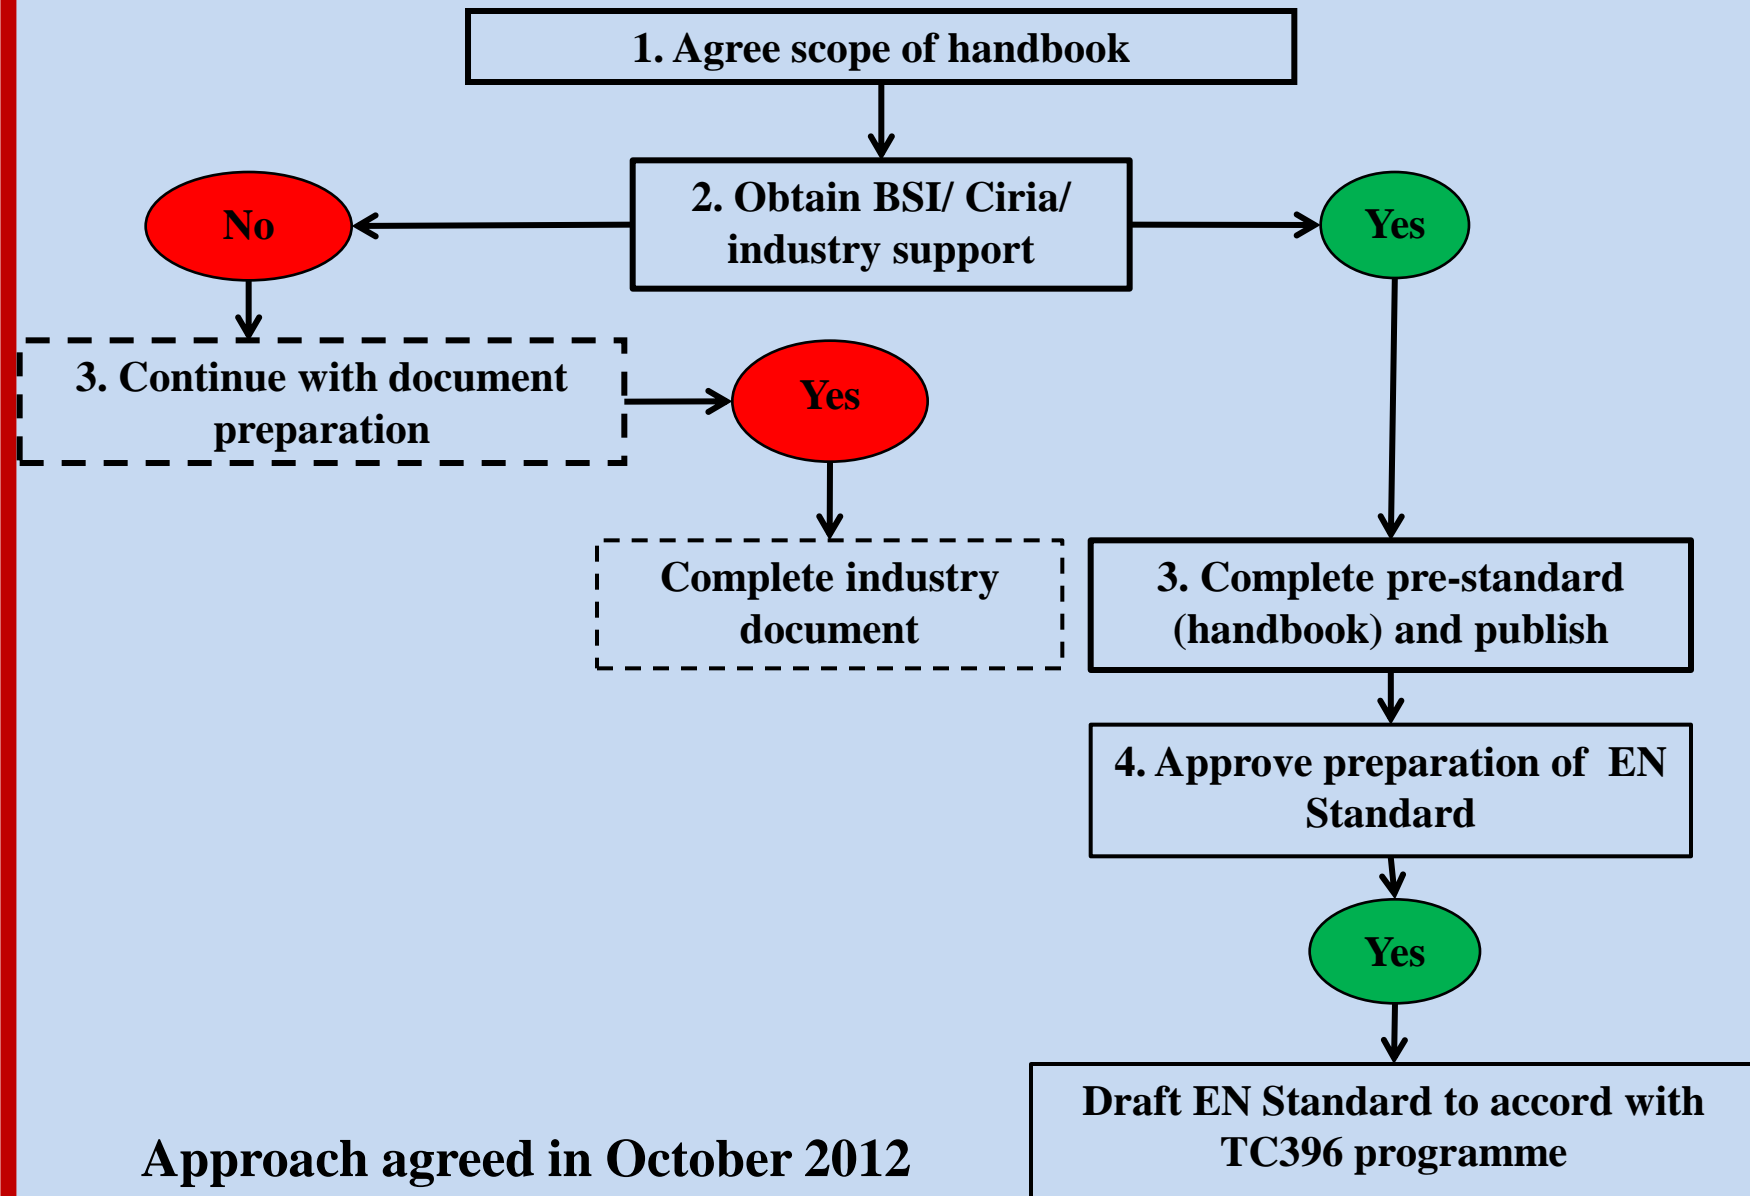 1. Agree scope of handbook
2. Obtain BSI/ Ciria/
industry support
No
Yes
3. Continue with document
preparation
Yes
Complete industry
document
3. Complete pre-standard
(handbook) and publish
4. Approve preparation of  EN
Standard
Yes
Draft EN Standard to accord with
TC396 programme
Approach agreed in October 2012